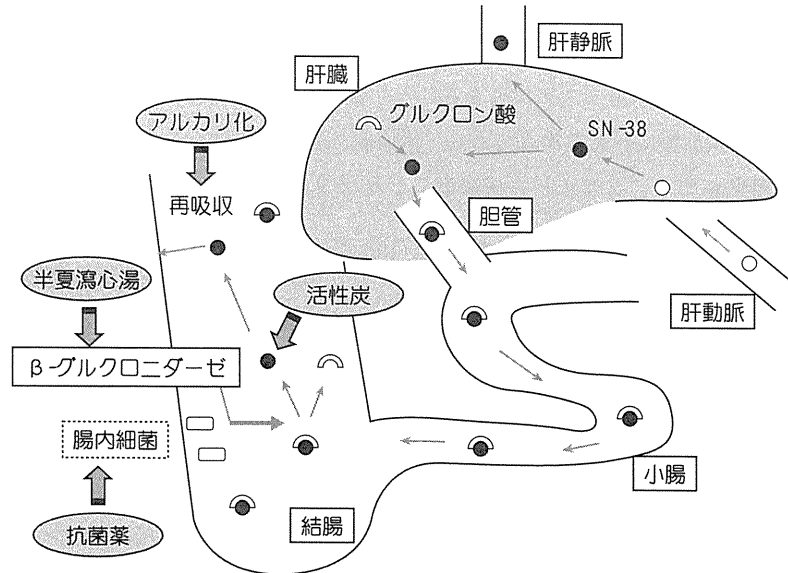 肝静脈
肝臓
グルクロン酸
SN-38
アルカリ化
再吸収
胆管
半夏瀉心湯
活性炭
肝動脈
β-グルクロニダーゼ
腸内細菌
小腸
結腸
抗菌薬